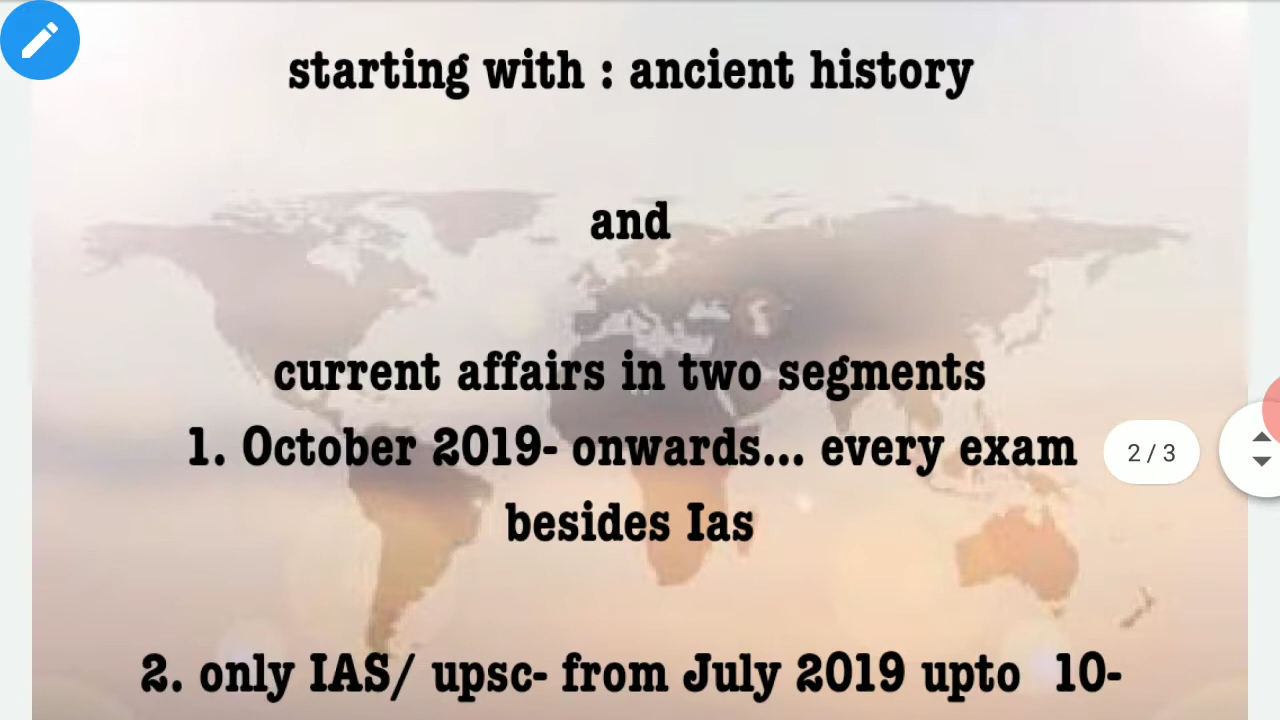 starting with : ancient history
and
current affairs in two segments
1. October 2019- onwards... every exam
2 / 3
besides Ias
2. only IAS/ upsc- from July 2019 upto 10-